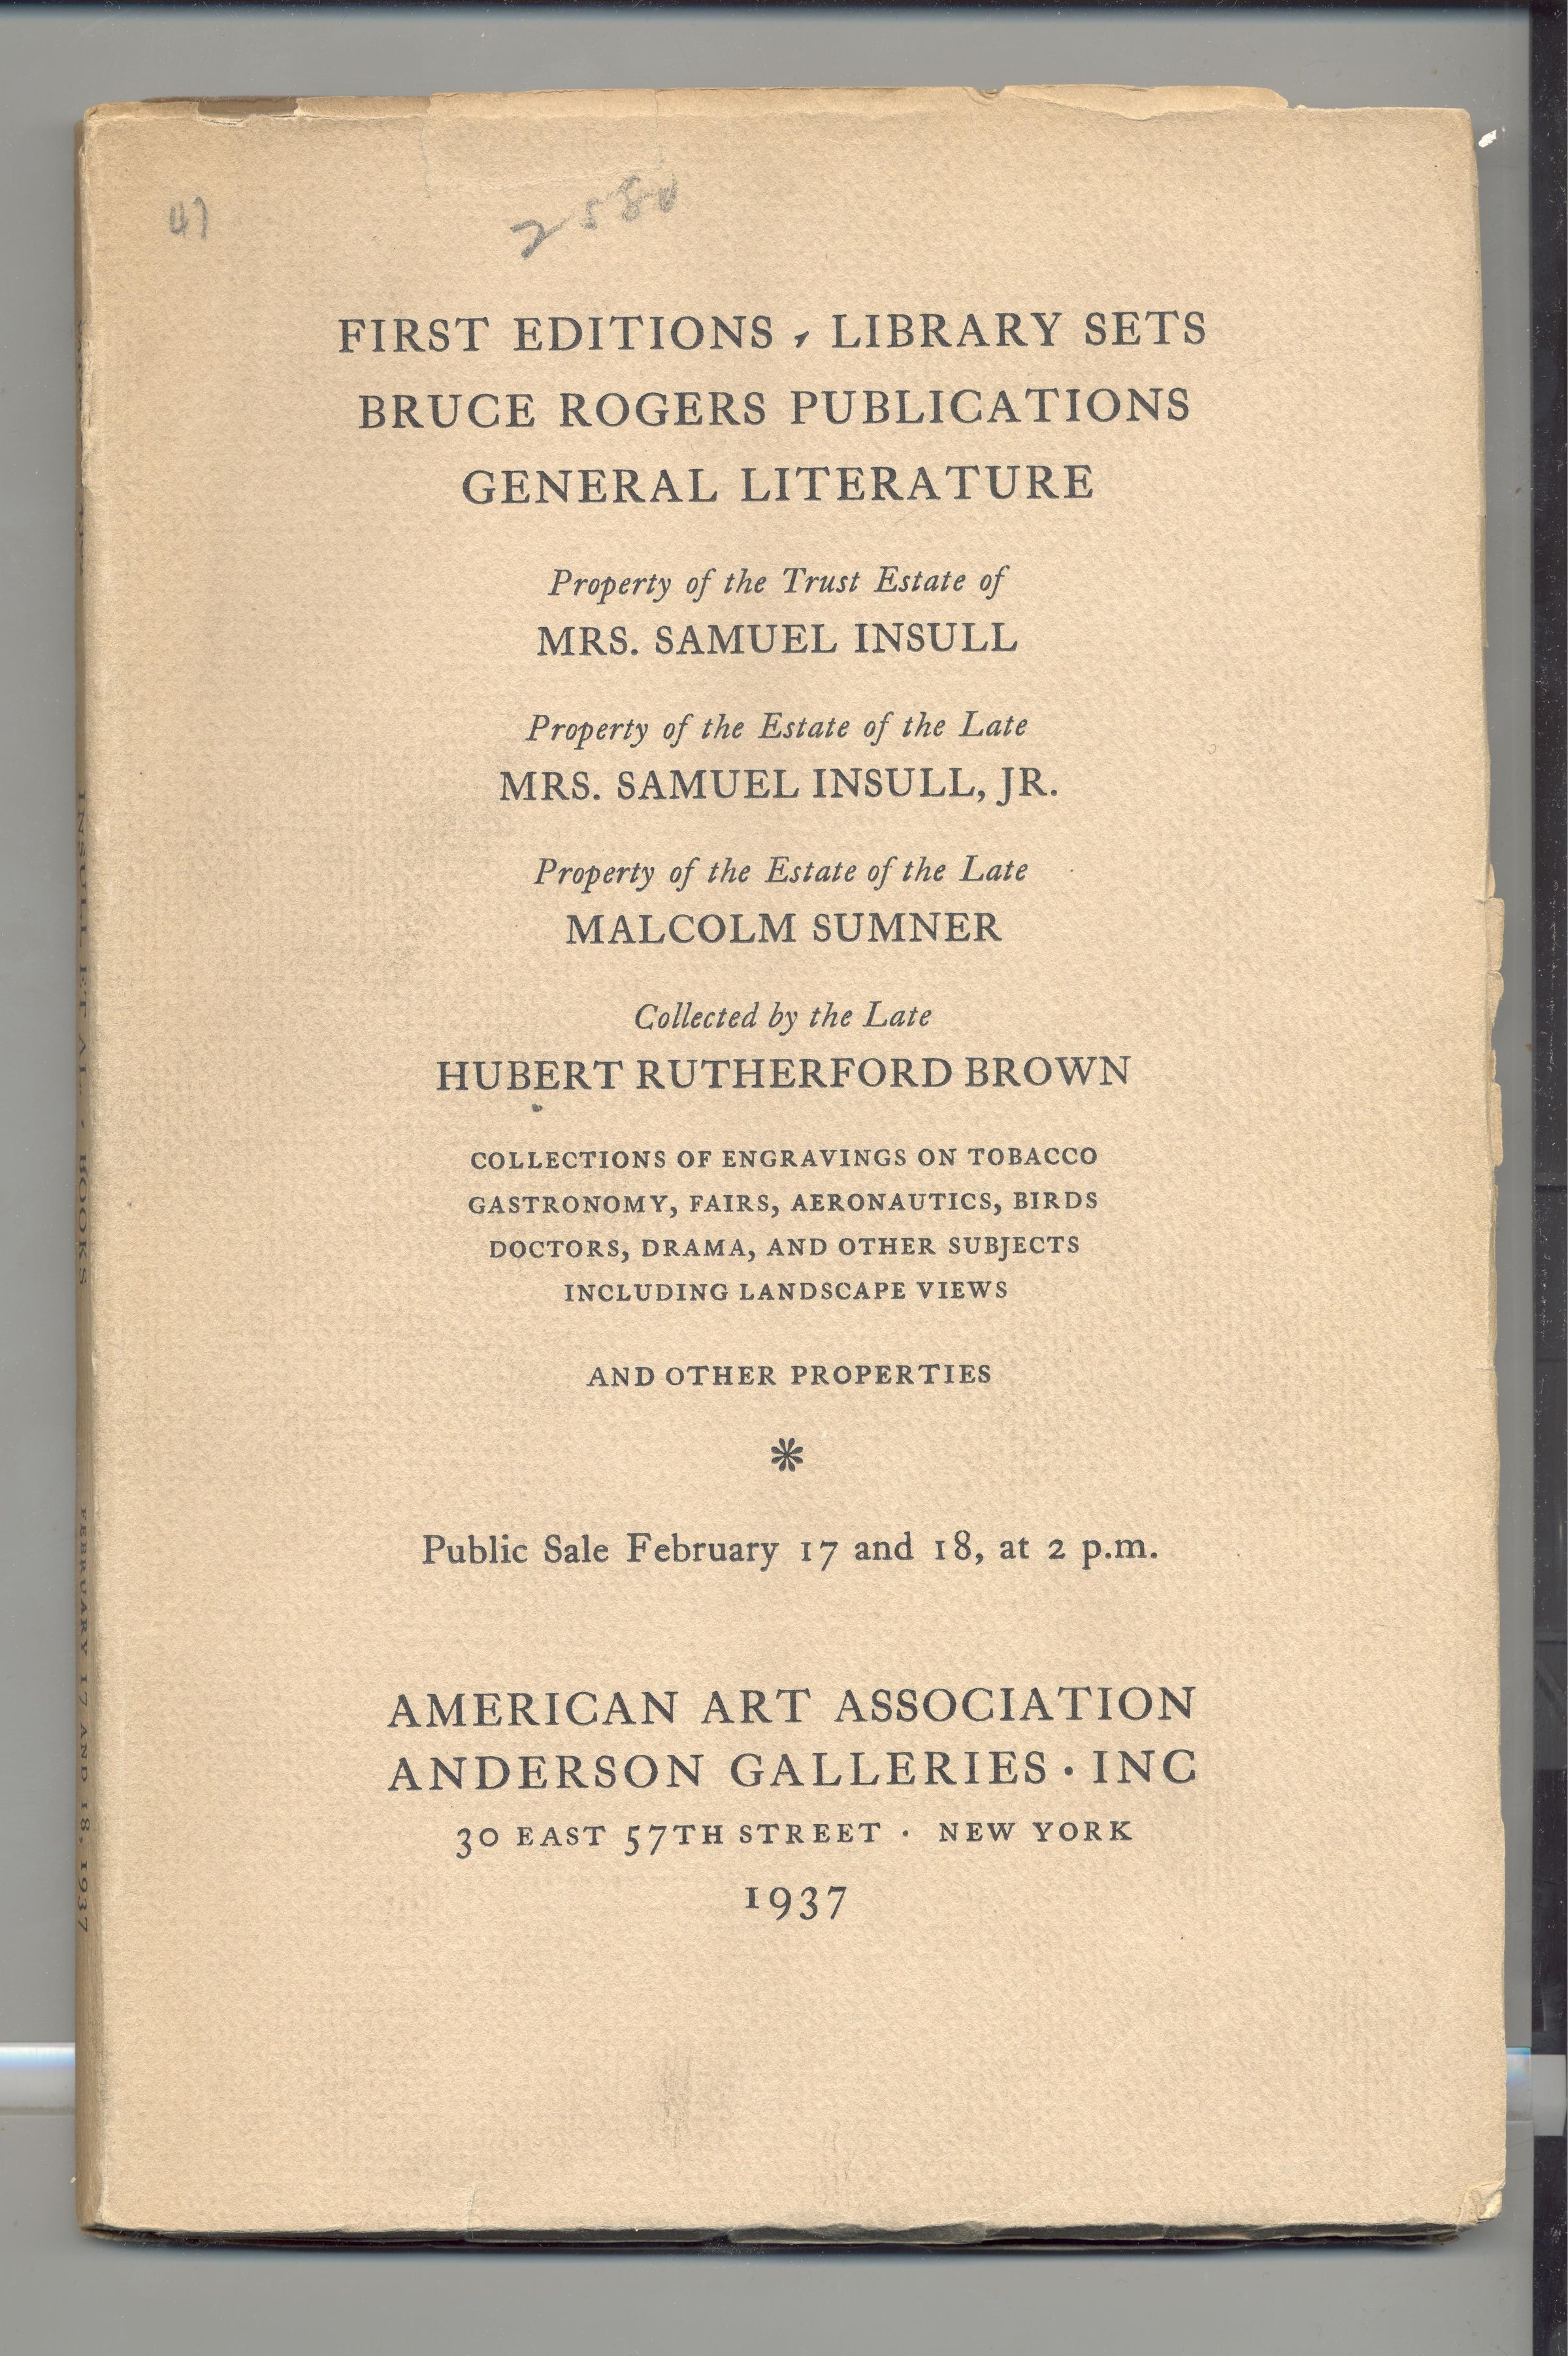 47
2580
FIRST EDITIONS , LIBRARY SETS
BRUCE ROGERS PUBLICATIONS
GENERAL LITERATURE
Property of the Trust Estate of
MRS. SAMUEL INSULL
Property of the Estate of the Late
MRS. SAMUEL INSULL, JR.
Property of the Estate of the Late
MALCOLM SUMNER
Collected by the Late
HUBERT RUTHERFORD BROWN
COLLECTIONS OF ENGRAVINGS ON TOBACCO
GASTRONOMY, FAIRS, AERONAUTICS, BIRDS
DOCTORS, DRAMA, AND OTHER SUBJECTS
INCLUDING LANDSCAPE VIEWS
AND OTHER PROPERTIES
Public Sale February 17 and 18, at 2 p.m.
AMERICAN ART ASSOCIATION
ANDERSON GALLERIES · INC
30 EAST 57TH STREET · NEW YORK
1937
INSULL ET AL. , BOOKS
FEBRUARY 17 AND 18, 1937